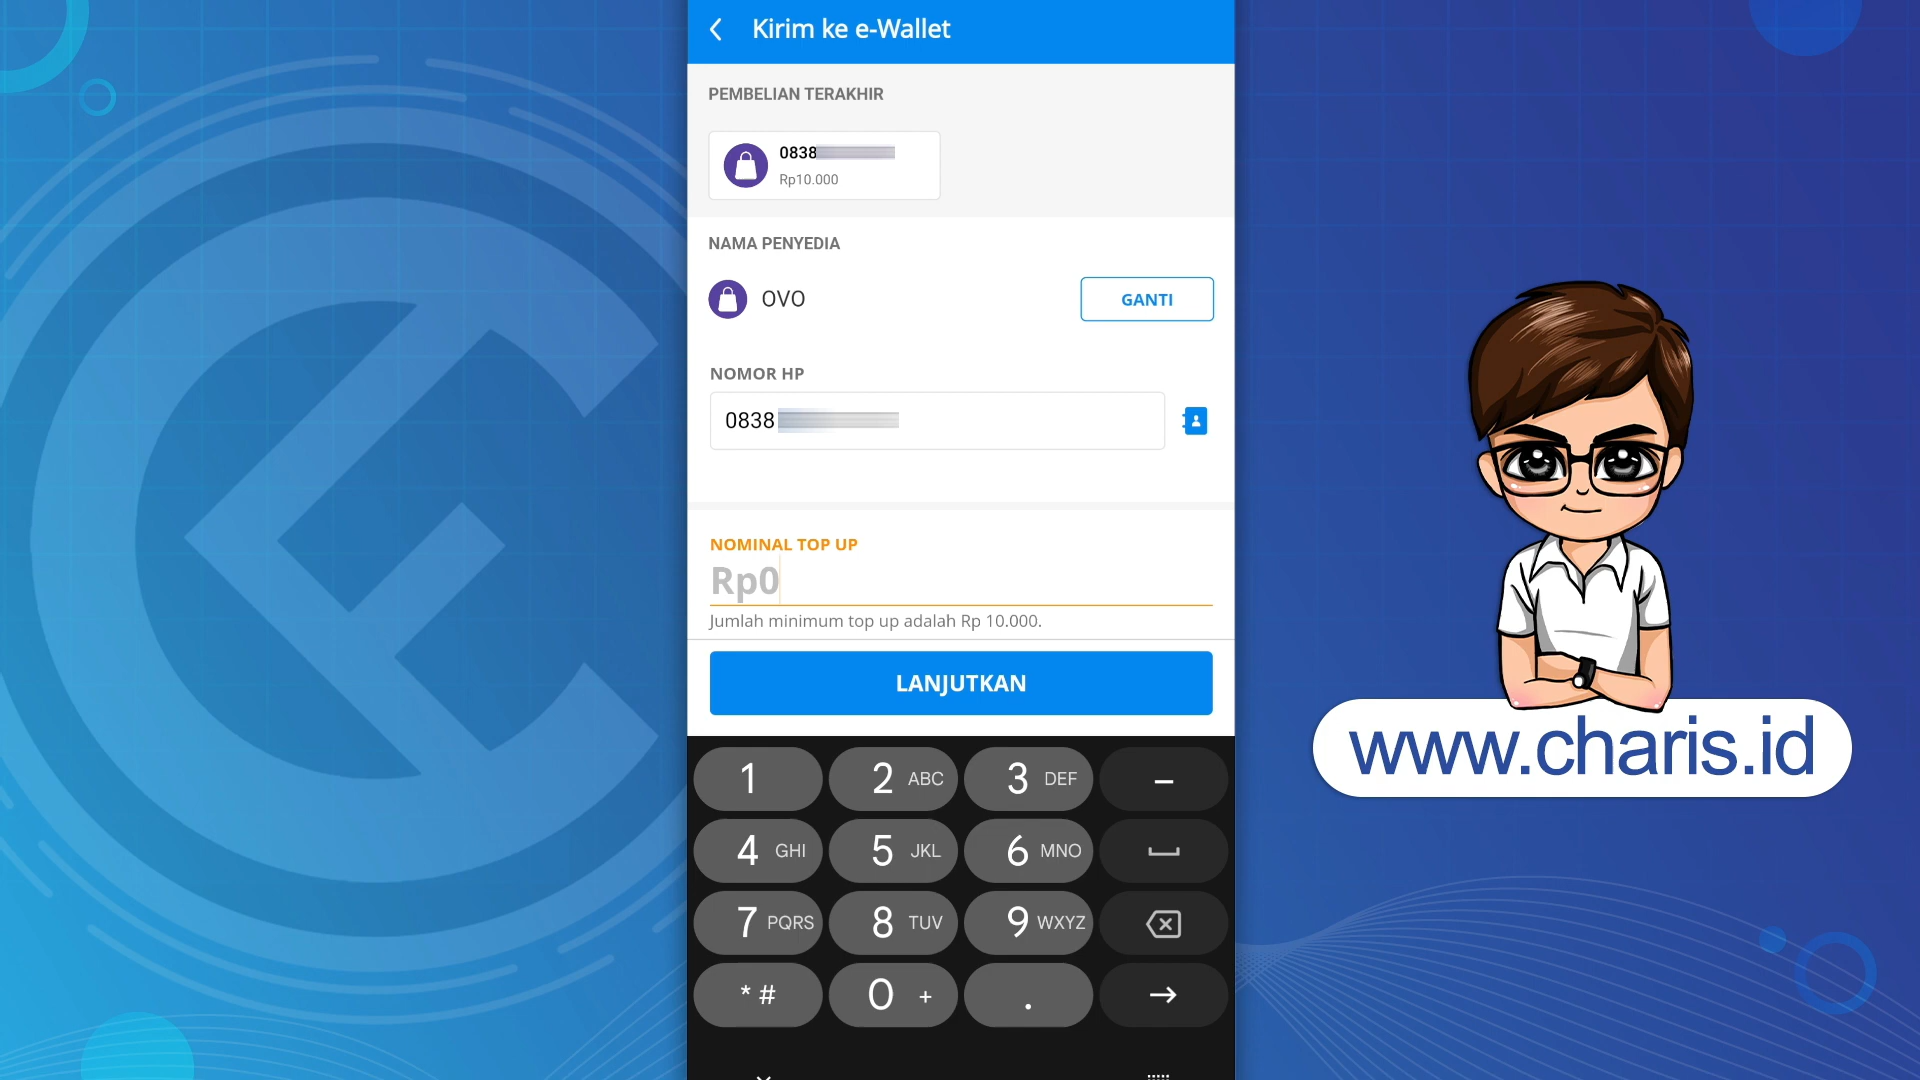 Kirim ke e-Wallet
PEMBELIAN TERAKHIR
0838
Rp10.000
NAMA PENYEDIA
OVO
GANTI
NOMOR HP
0838
NOMINAL TOP UP
Rp0
Jumlah minimum top up adalah Rp 10.000.
LANJUTKAN
1
2 ABC
3 DEF
–
4 GHI
5 JKL
6 MNO
7 PQRS
8 TUV
9 WXYZ
* #
0 +
.
www.charis.id